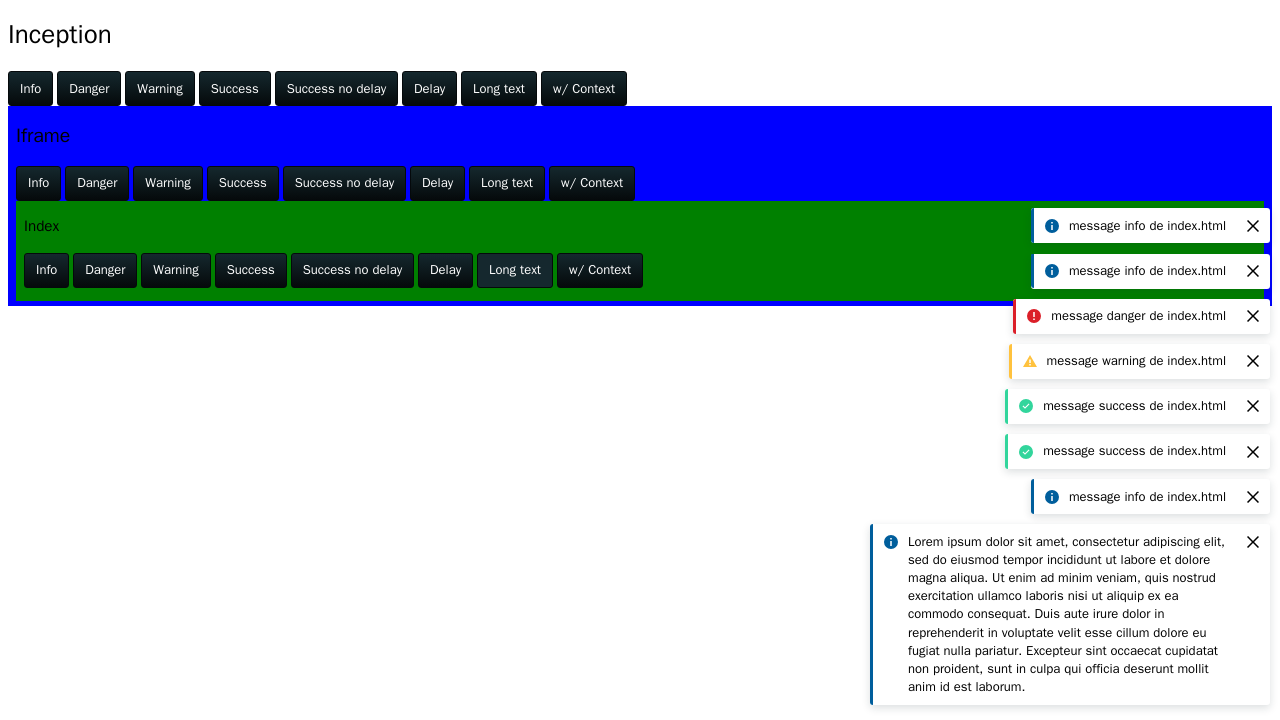 Inception
Info Danger Warning Success Success no delay Delay Long text w/ Context
Iframe
Info Danger Warning Success Success no delay Delay Long text w/ Context
Index
Info Danger Warning Success Success no delay Delay Long text w/ Context
message info de index.html
message info de index.html
message danger de index.html
message warning de index.html
message success de index.html
message success de index.html
message info de index.html
Lorem ipsum dolor sit amet, consectetur adipiscing elit,
sed do eiusmod tempor incididunt ut labore et dolore
magna aliqua. Ut enim ad minim veniam, quis nostrud
exercitation ullamco laboris nisi ut aliquip ex ea
commodo consequat. Duis aute irure dolor in
reprehenderit in voluptate velit esse cillum dolore eu
fugiat nulla pariatur. Excepteur sint occaecat cupidatat
non proident, sunt in culpa qui officia deserunt mollit
anim id est laborum.